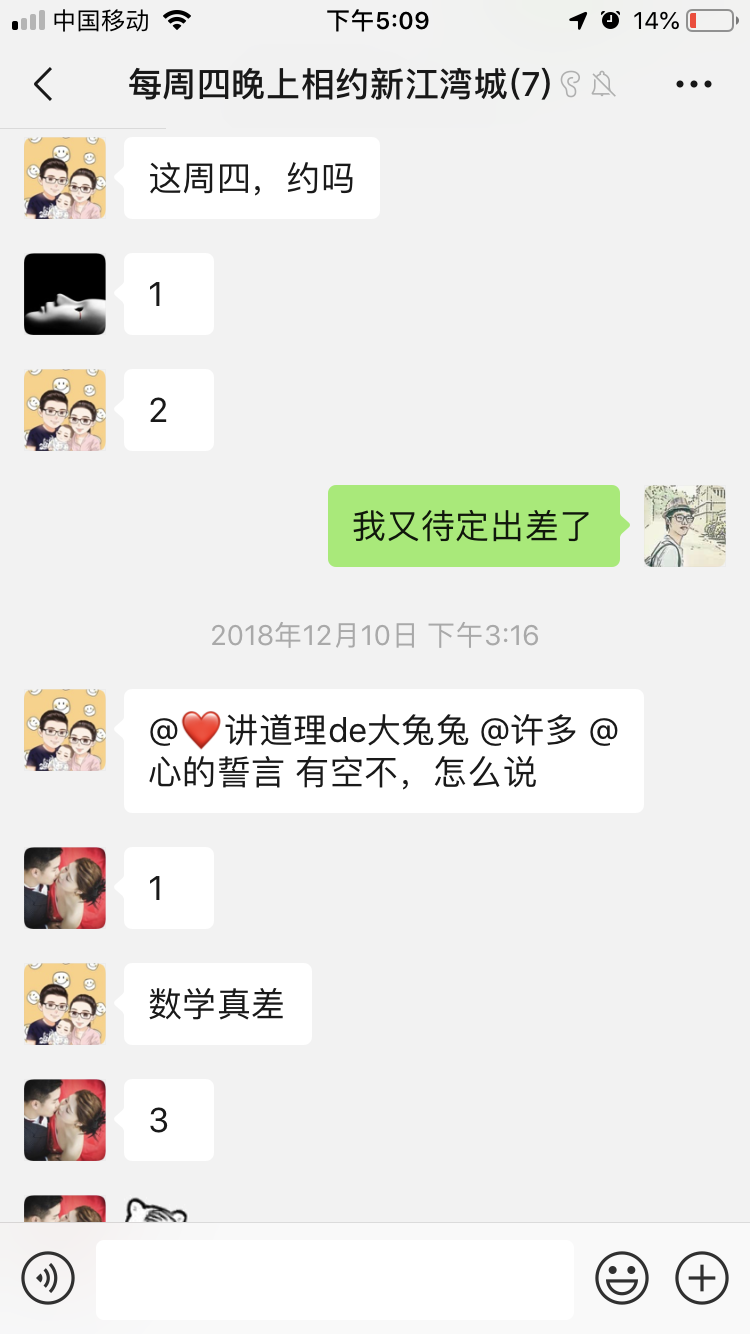 中国移动 下午5:09 14%
每周四晚上相约新江湾城(7)
这周四，约吗
1
2
我又待定出差了
2018年12月10日 下午3:16
@❤️讲道理de大兔兔 @许多 @
心的誓言 有空不，怎么说
1
数学真差
3